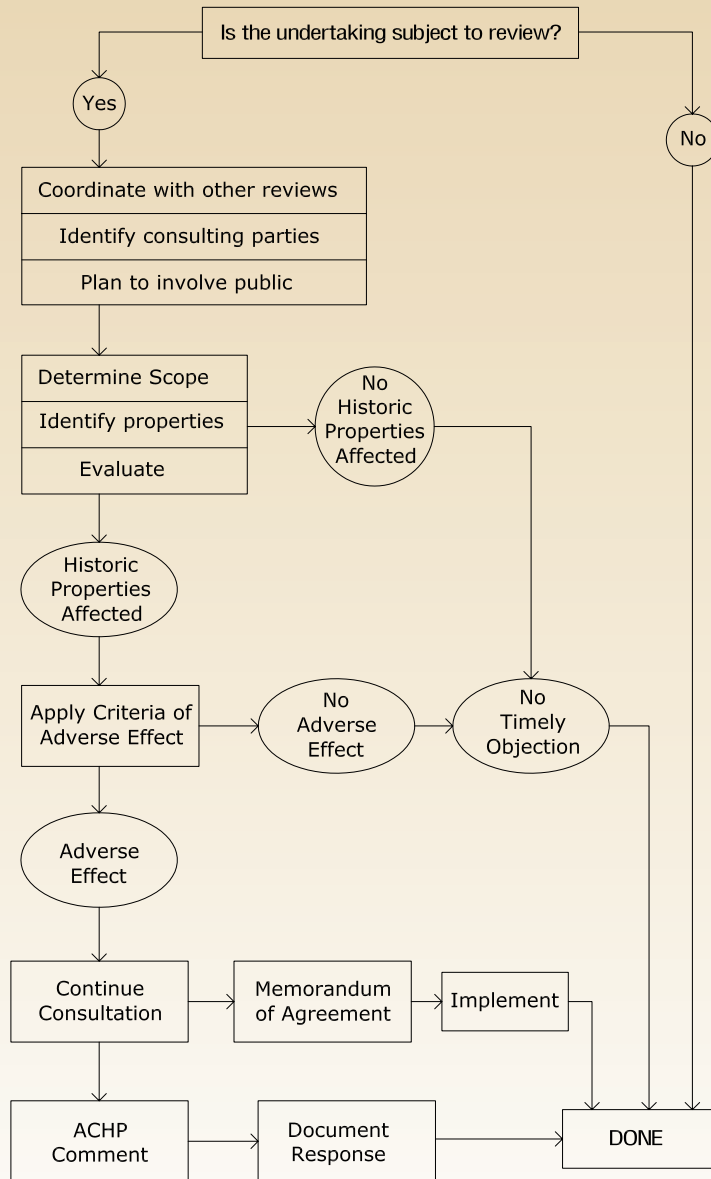 Is the undertaking subject to review?
Yes
No
Coordinate with other reviews
Identify consulting parties
Plan to involve public
Determine Scope
Identify properties
Evaluate
No
Historic
Properties
Affected
Historic
Properties
Affected
Apply Criteria of
Adverse Effect
No
Adverse
Effect
No
Timely
Objection
Adverse
Effect
Continue
Consultation
Memorandum
of Agreement
Implement
ACHP
Comment
Document
Response
DONE